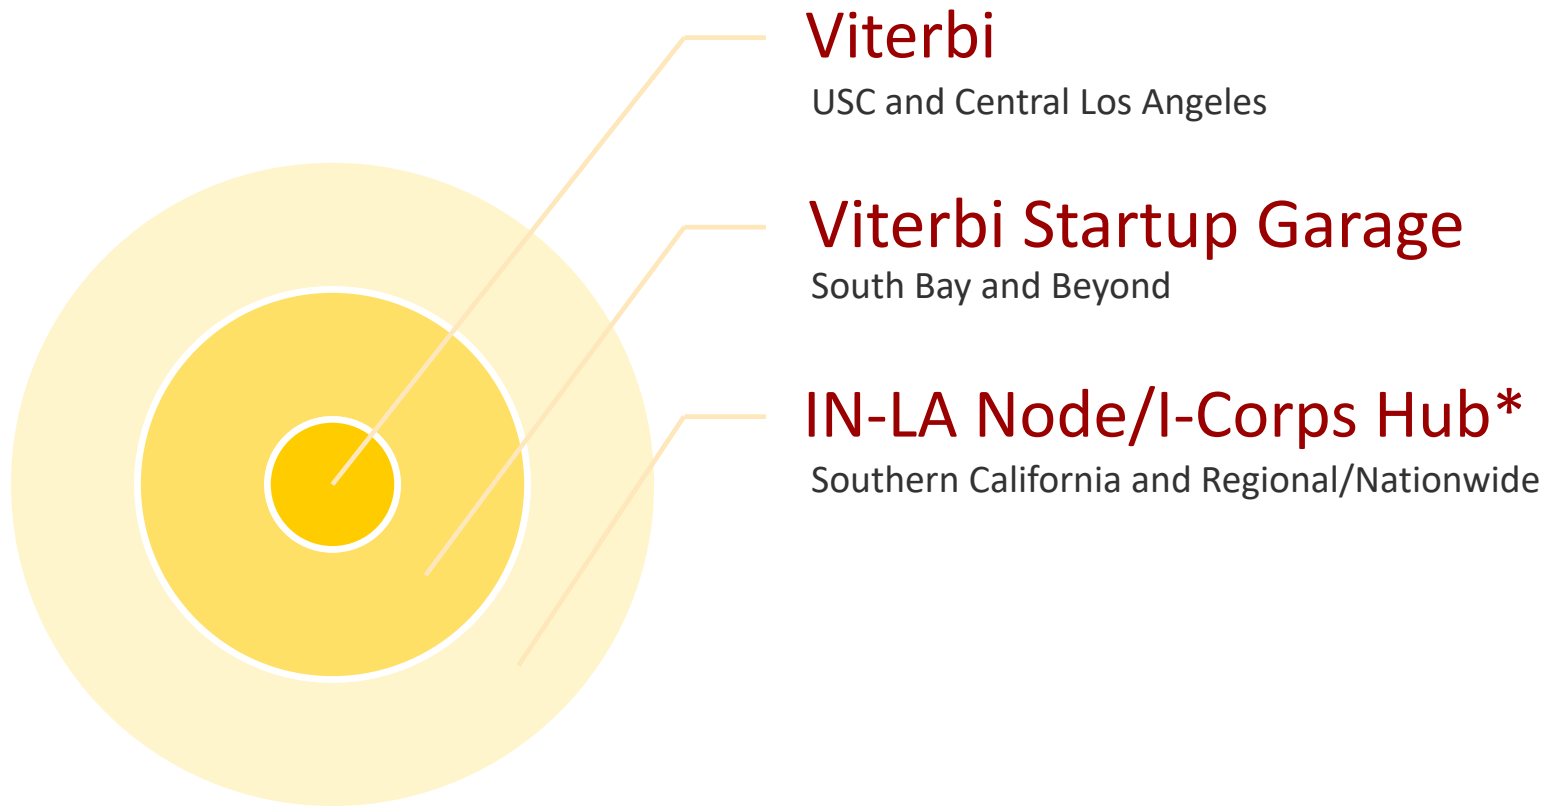 Viterbi
USC and Central Los Angeles
Viterbi Startup Garage
South Bay and Beyond
IN-LA Node/I-Corps Hub*
Southern California and Regional/Nationwide